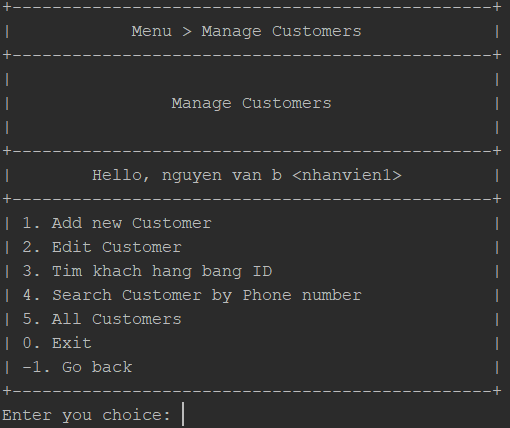 Menu > Manage Customers
Manage Customers
Hello, nguyen van b <nhanvien1>
1. Add new Customer
2. Edit Customer
3. Tim khach hang bang ID
4. Search Customer by Phone number
5. All Customers
0. Exit
-1. Go back
Enter you choice: